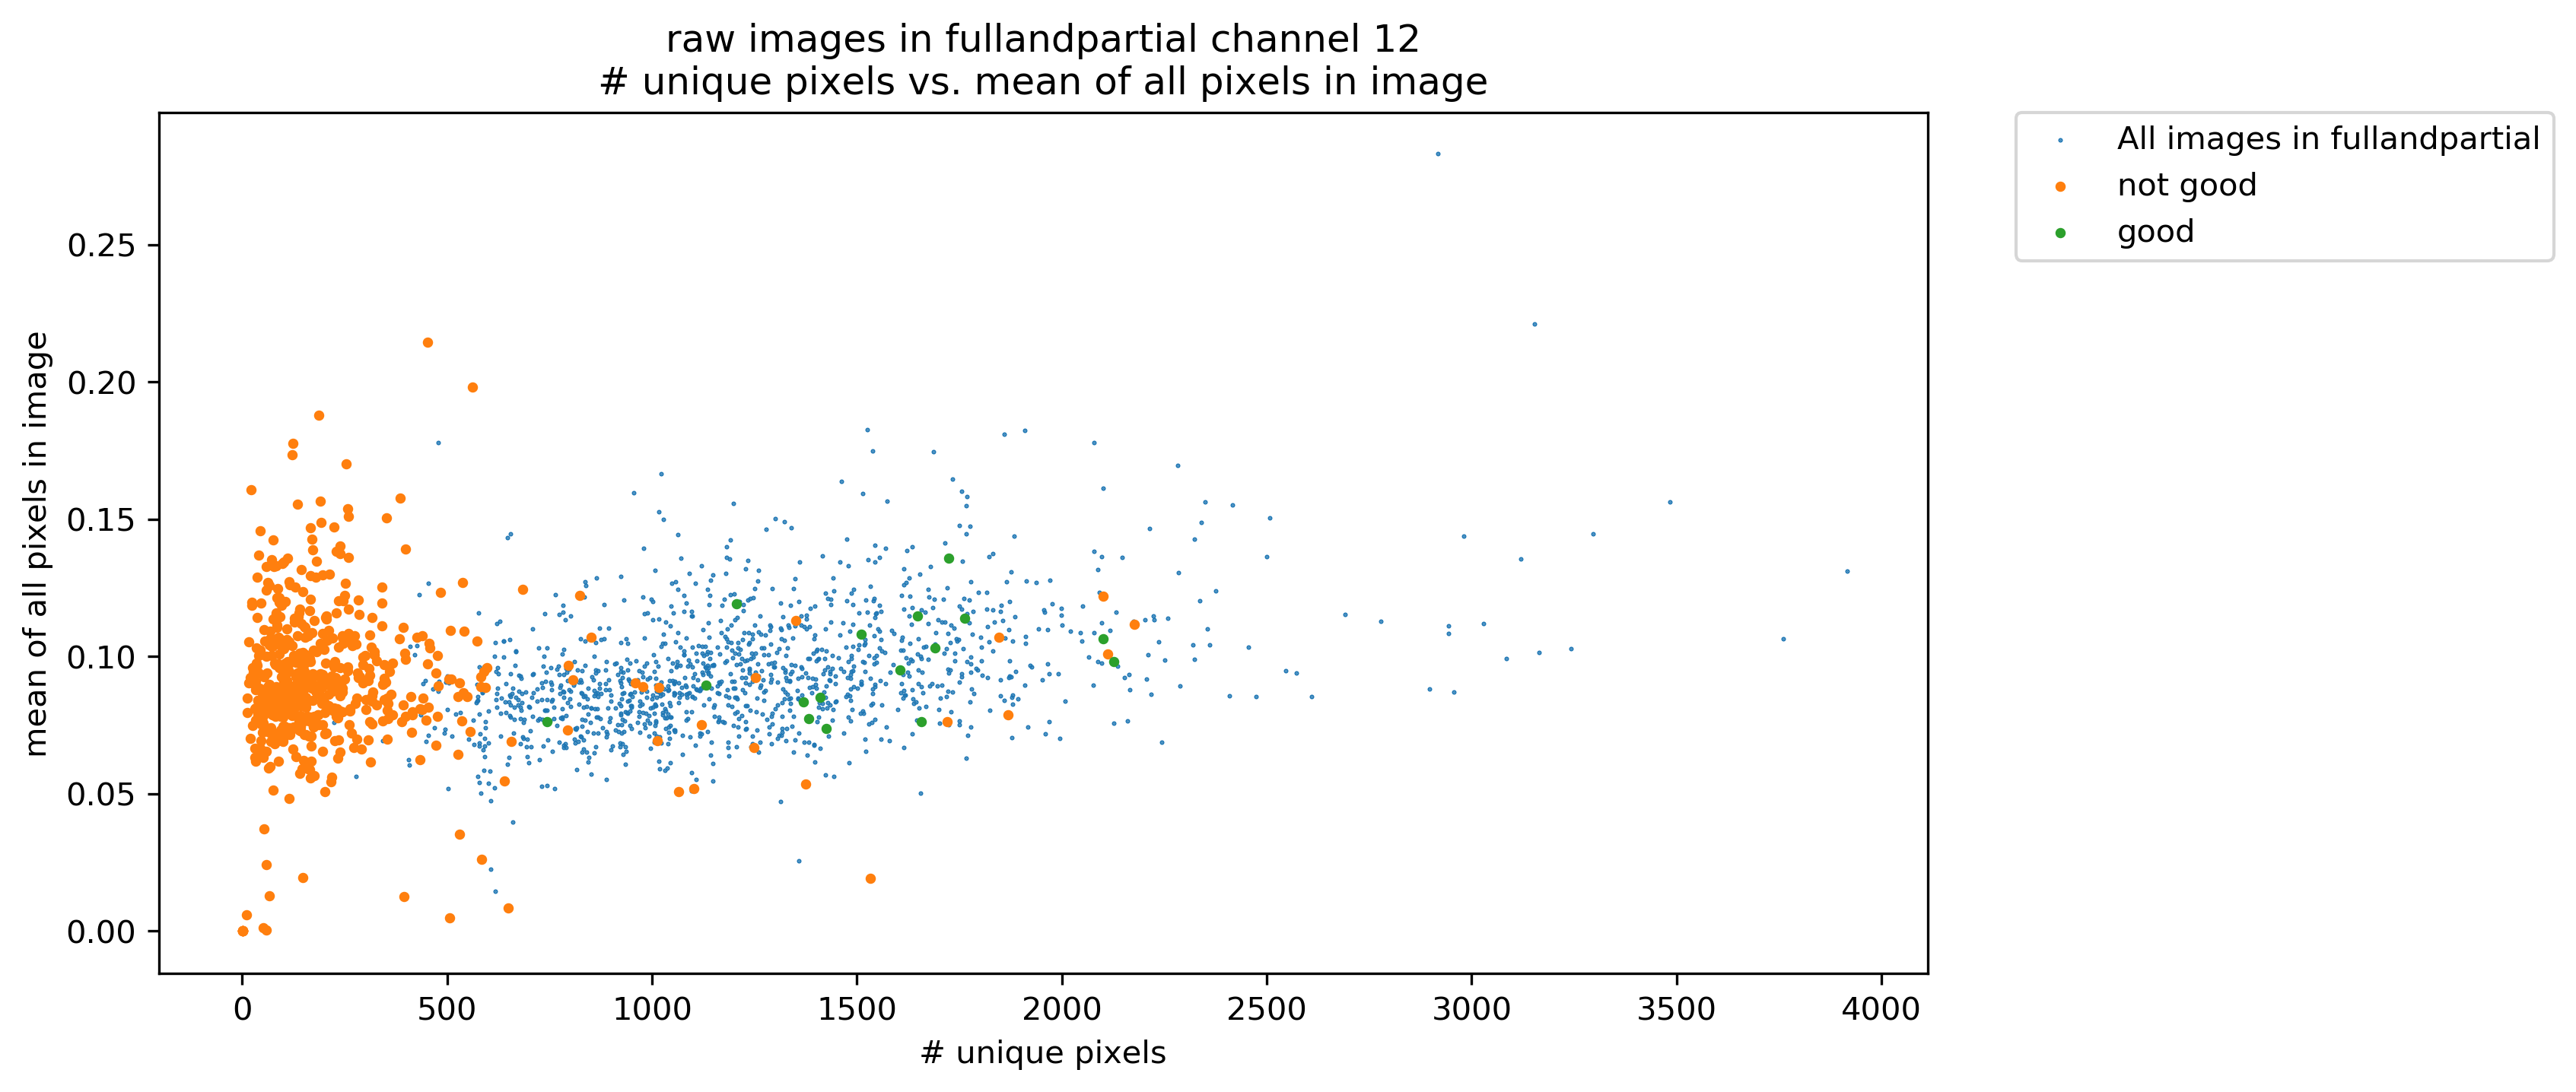 raw images in fullandpartial channel 12
# unique pixels vs. mean of all pixels in image
All images in fullandpartial
not good
good
mean of all pixels in image
0.25
0.20
0.15
0.10
0.05
0.00
0 500 1000 1500 2000 2500 3000 3500 4000
# unique pixels